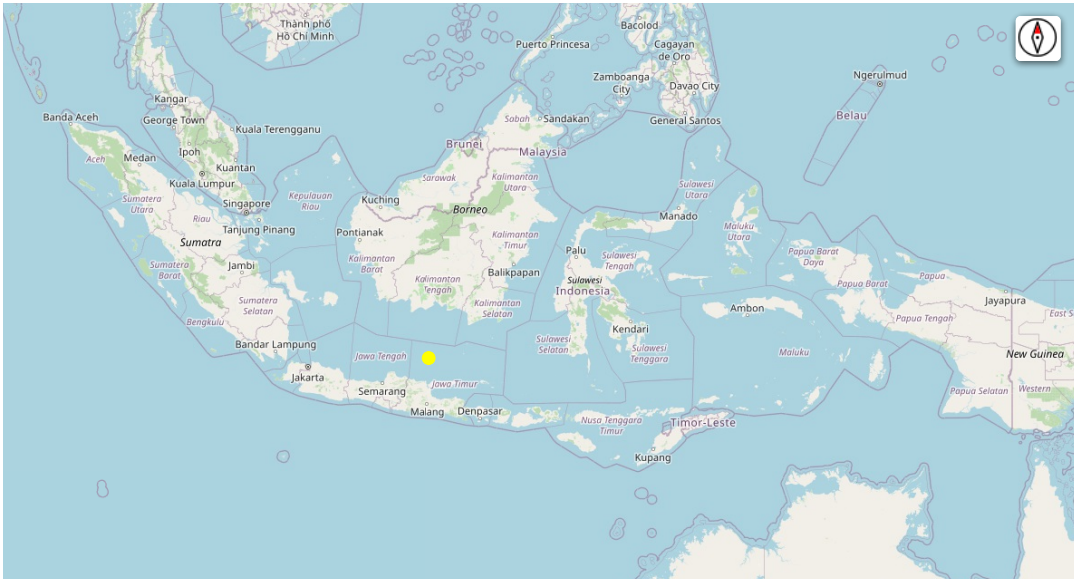 Thành phố
Hồ Chí Minh
Bacolod
Puerto Princesa
Cagayan
de Oro
Zamboanga
City
Davao City
Ngerulmud
Kangar
Banda Aceh
George Town
Kuala Terengganu
Sabah
Sandakan
General Santos
Belau
Ipoh
Brunei
Malaysia
Aceh
Medan
Kuantan
Kuala Lumpur
Sarawak
Kalimantan
Utara
Sulawesi
Utara
Sumatera
Utara
Singapore
Kepulauan
Riau
Kuching
Borneo
Manado
Riau
Tanjung Pinang
Pontianak
Maluku
Utara
Sumatra
Kalimantan
Timur
Palu
Papua Barat
Daya
Sumatera
Barat
Jambi
Kalimantan
Barat
Balikpapan
Sulawesi
Tengah
Papua
Papua Barat
Kalimantan
Tengah
Sulawesi
Indonesia
Sumatera
Selatan
Kalimantan
Selatan
Jayapura
Ambon
Bengkulu
Papua Tengah
East S
Kendari
Bandar Lampung
Sulawesi
Selatan
Sulawesi
Tenggara
Jawa Tengah
Maluku
New Guinea
Jakarta
Semarang
Jawa Timur
Papua Selatan
Western
Malang
Denpasar
Nusa Tenggara
Timur
Timor-Leste
Kupang